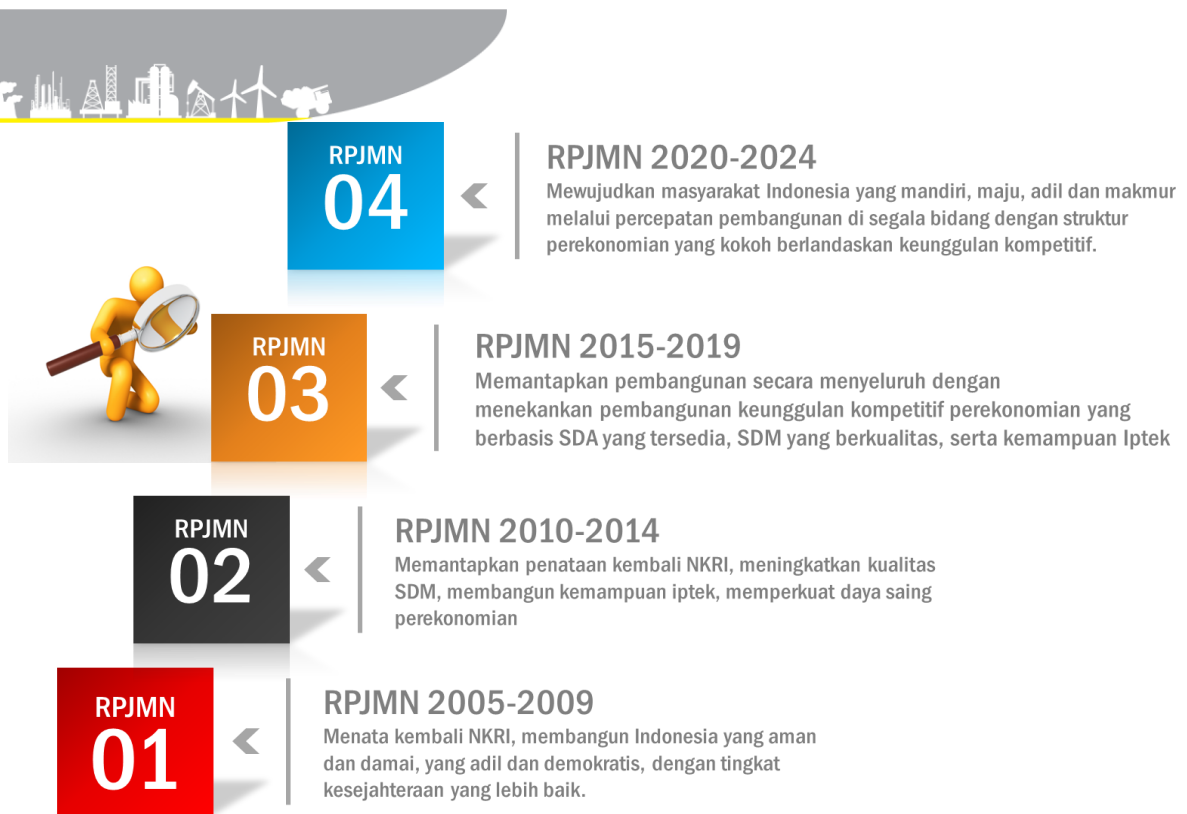 RPJMN
04
RPJMN 2020-2024
Mewujudkan masyarakat Indonesia yang mandiri, maju, adil dan makmur
melalui percepatan pembangunan di segala bidang dengan struktur
perekonomian yang kokoh berlandaskan keunggulan kompetitif.
RPJMN
03
RPJMN 2015-2019
Memantapkan pembangunan secara menyeluruh dengan
menekankan pembangunan keunggulan kompetitif perekonomian yang
berbasis SDA yang tersedia, SDM yang berkualitas, serta kemampuan Iptek
RPJMN
02
RPJMN 2010-2014
Memantapkan penataan kembali NKRI, meningkatkan kualitas
SDM, membangun kemampuan iptek, memperkuat daya saing
perekonomian
RPJMN
01
RPJMN 2005-2009
Menata kembali NKRI, membangun Indonesia yang aman
dan damai, yang adil dan demokratis, dengan tingkat
kesejahteraan yang lebih baik.